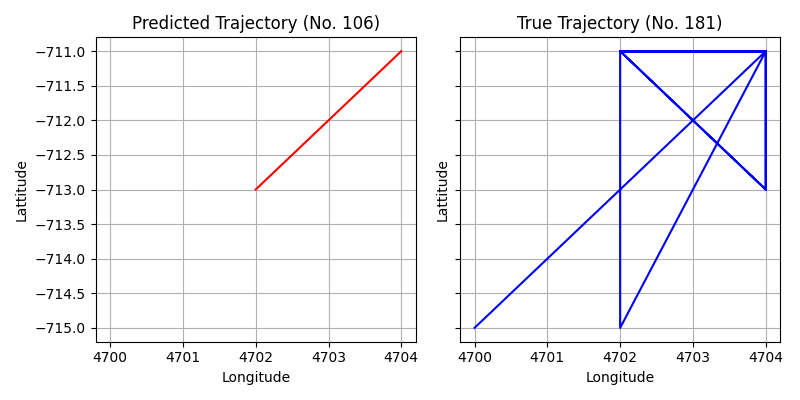 Predicted Trajectory (No. 106)
True Trajectory (No. 181)
Lattitude
−711.0
−711.5
−712.0
−712.5
−713.0
−713.5
−714.0
−714.5
−715.0
4700 4701 4702 4703 4704
Longitude
Lattitude
4700 4701 4702 4703 4704
Longitude